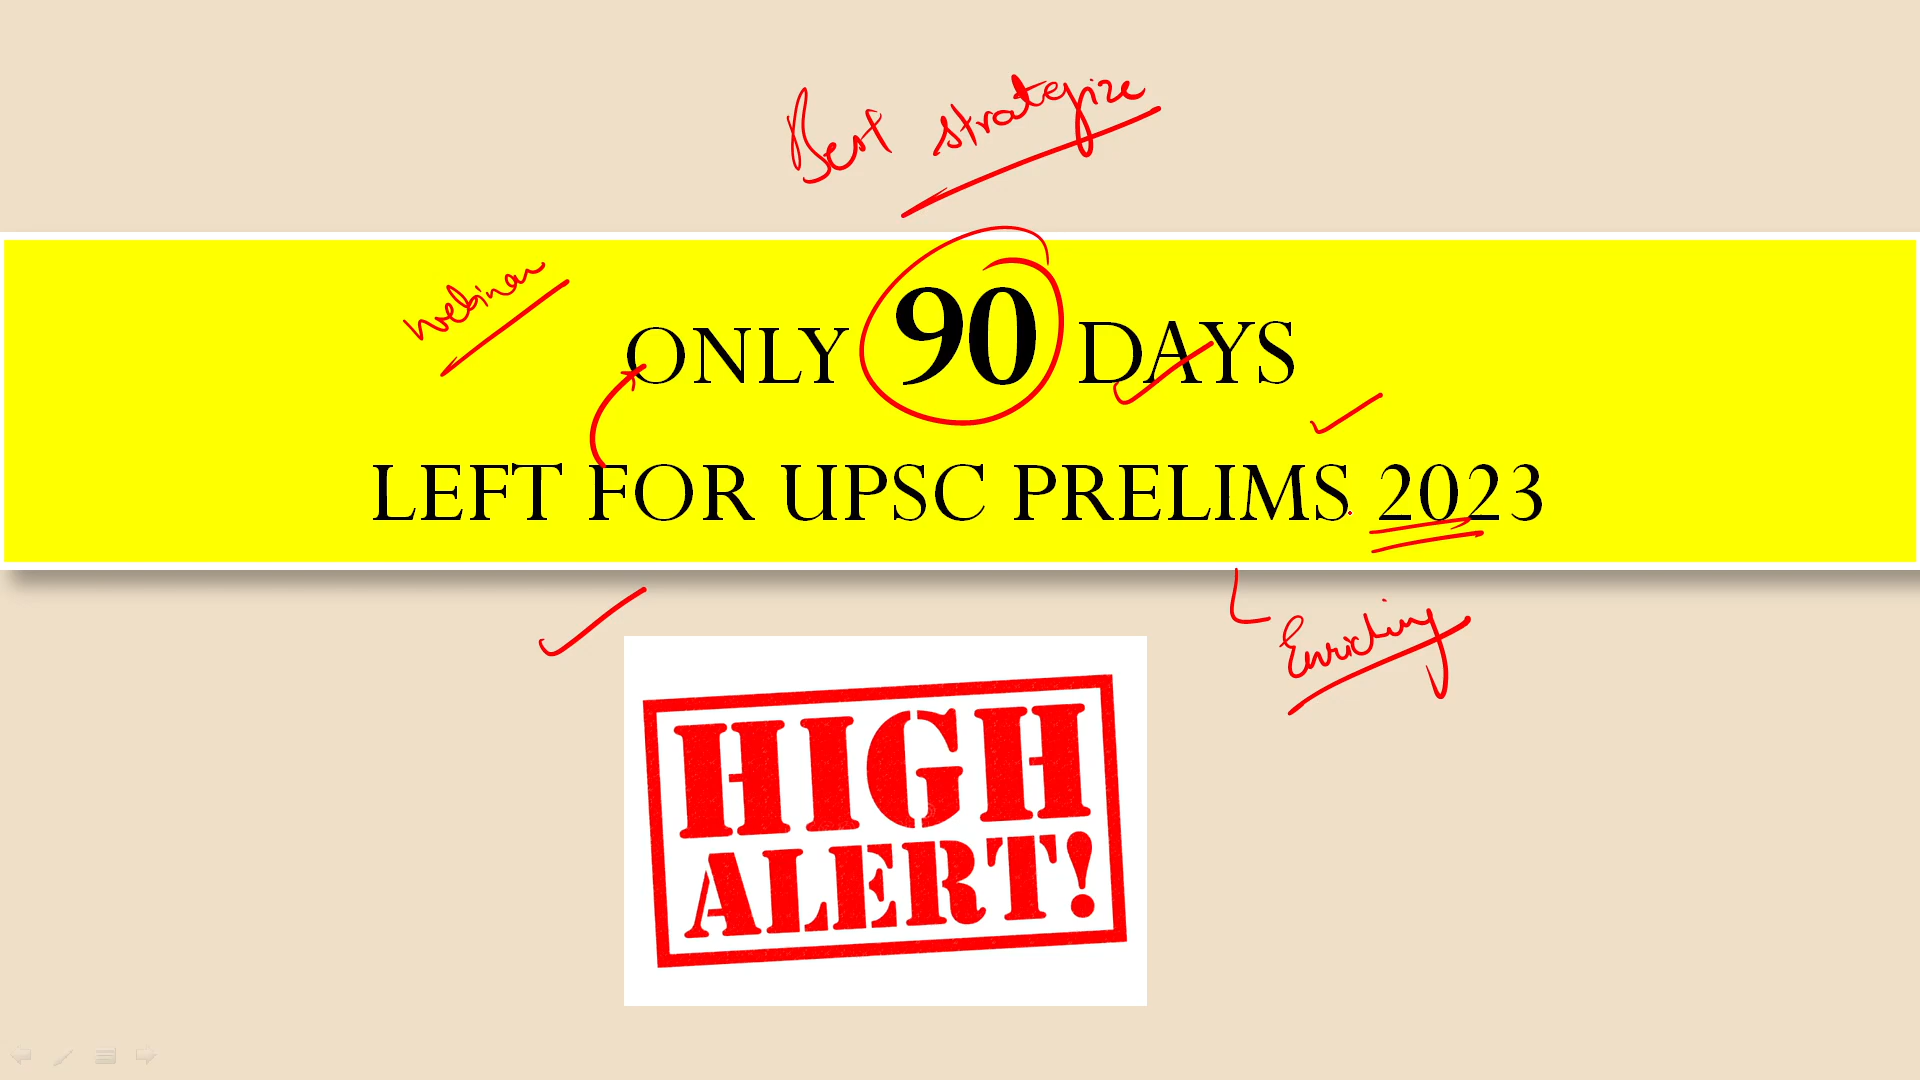 Best strategize
webinar
ONLY 90 DAYS
LEFT FOR UPSC PRELIMS 2023
Enriching
HIGH
ALERT!